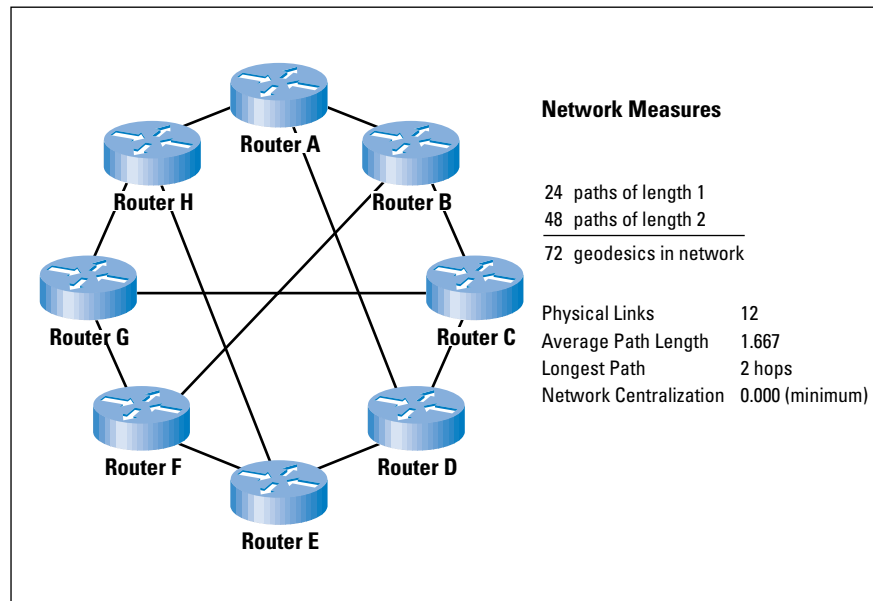 Router A
Router H
Router B
Router G
Router C
Router F
Router D
Router E
Network Measures
24 paths of length 1
48 paths of length 2
72 geodesics in network
Physical Links 12
Average Path Length 1.667
Longest Path 2 hops
Network Centralization 0.000 (minimum)